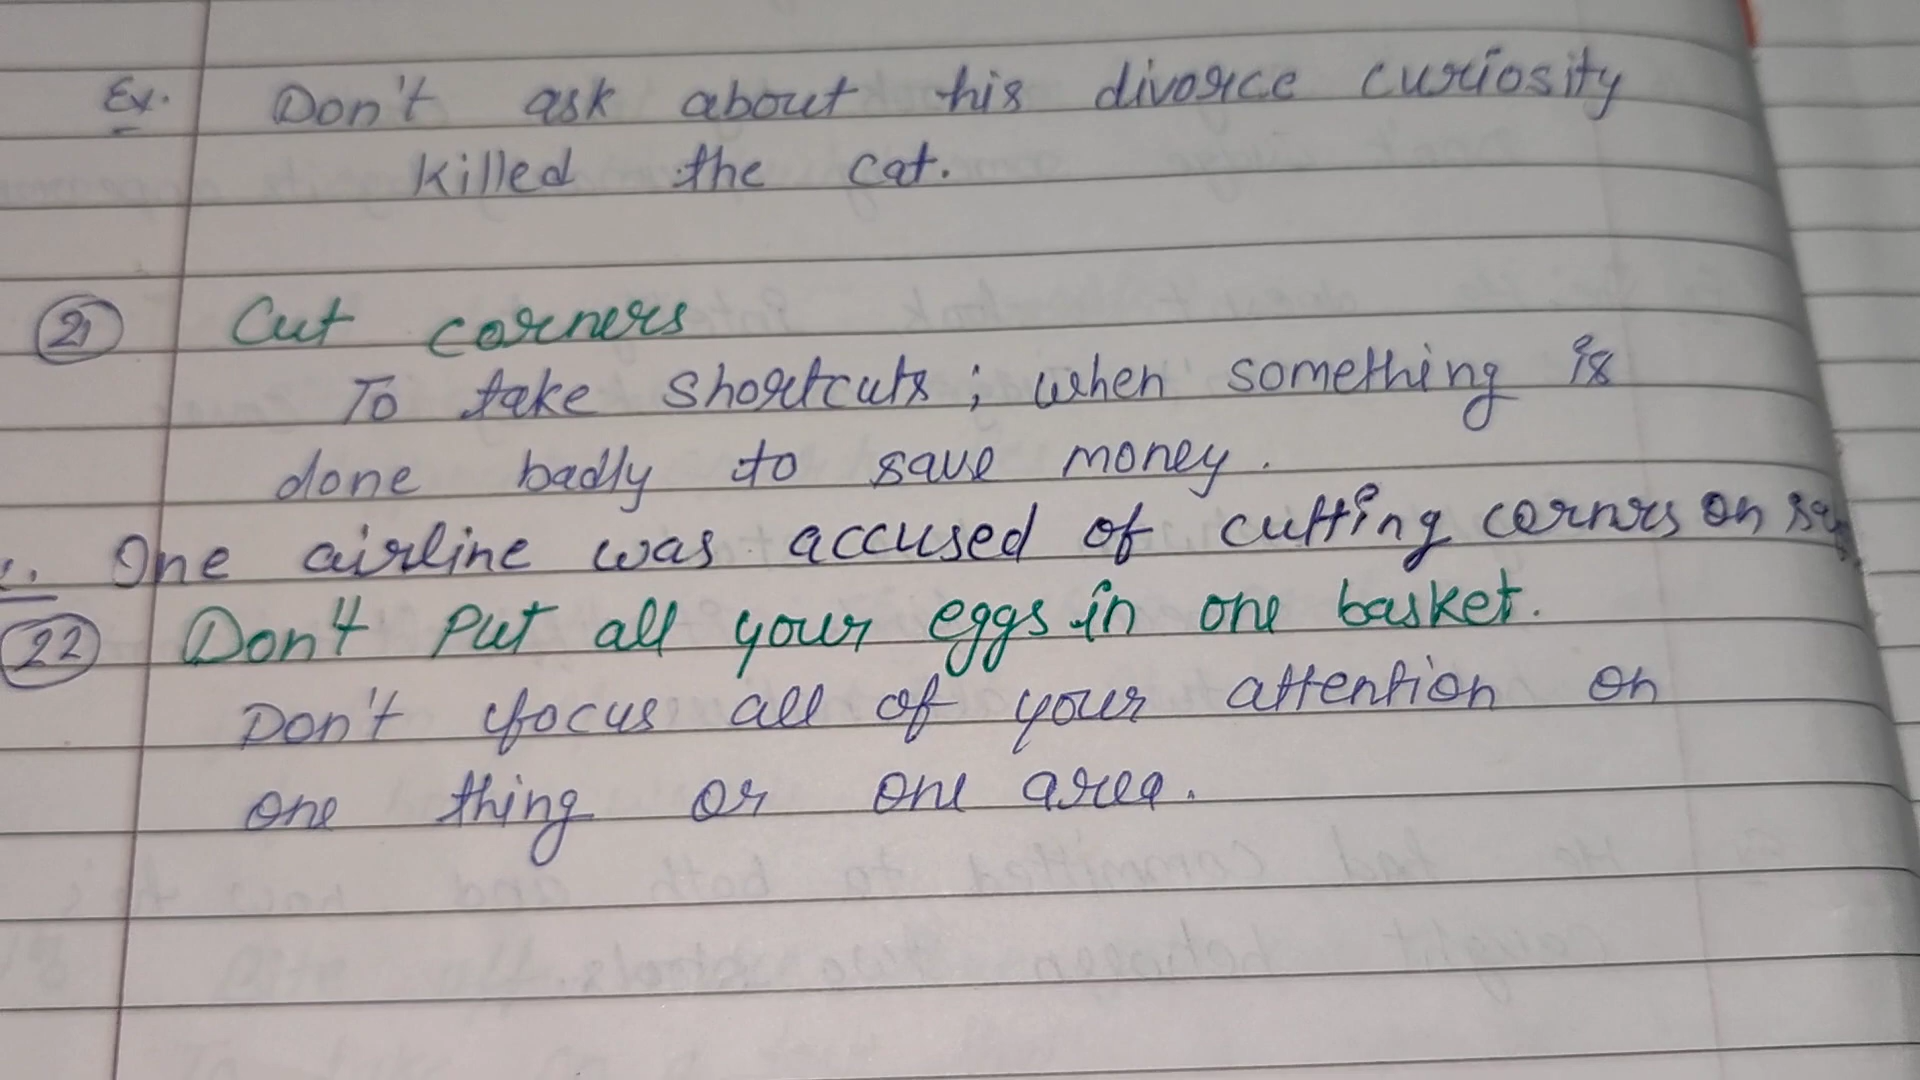 Ex. Don't ask about his divorce curiosity
killed the cat.
21 Cut corners
To take shortcuts; when something is
done badly to save money.
One airline was accused of cutting corners on
22 Don't Put all your eggs in one basket.
Don't focus all of your attention on
one thing or one area.